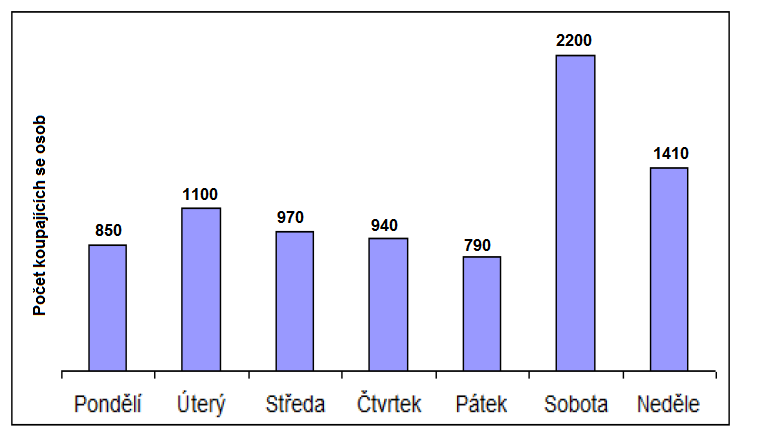 Počet koupajících se osob
850
1100
970
940
790
2200
1410
Pondělí
Úterý
Středa
Čtvrtek
Pátek
Sobota
Neděle